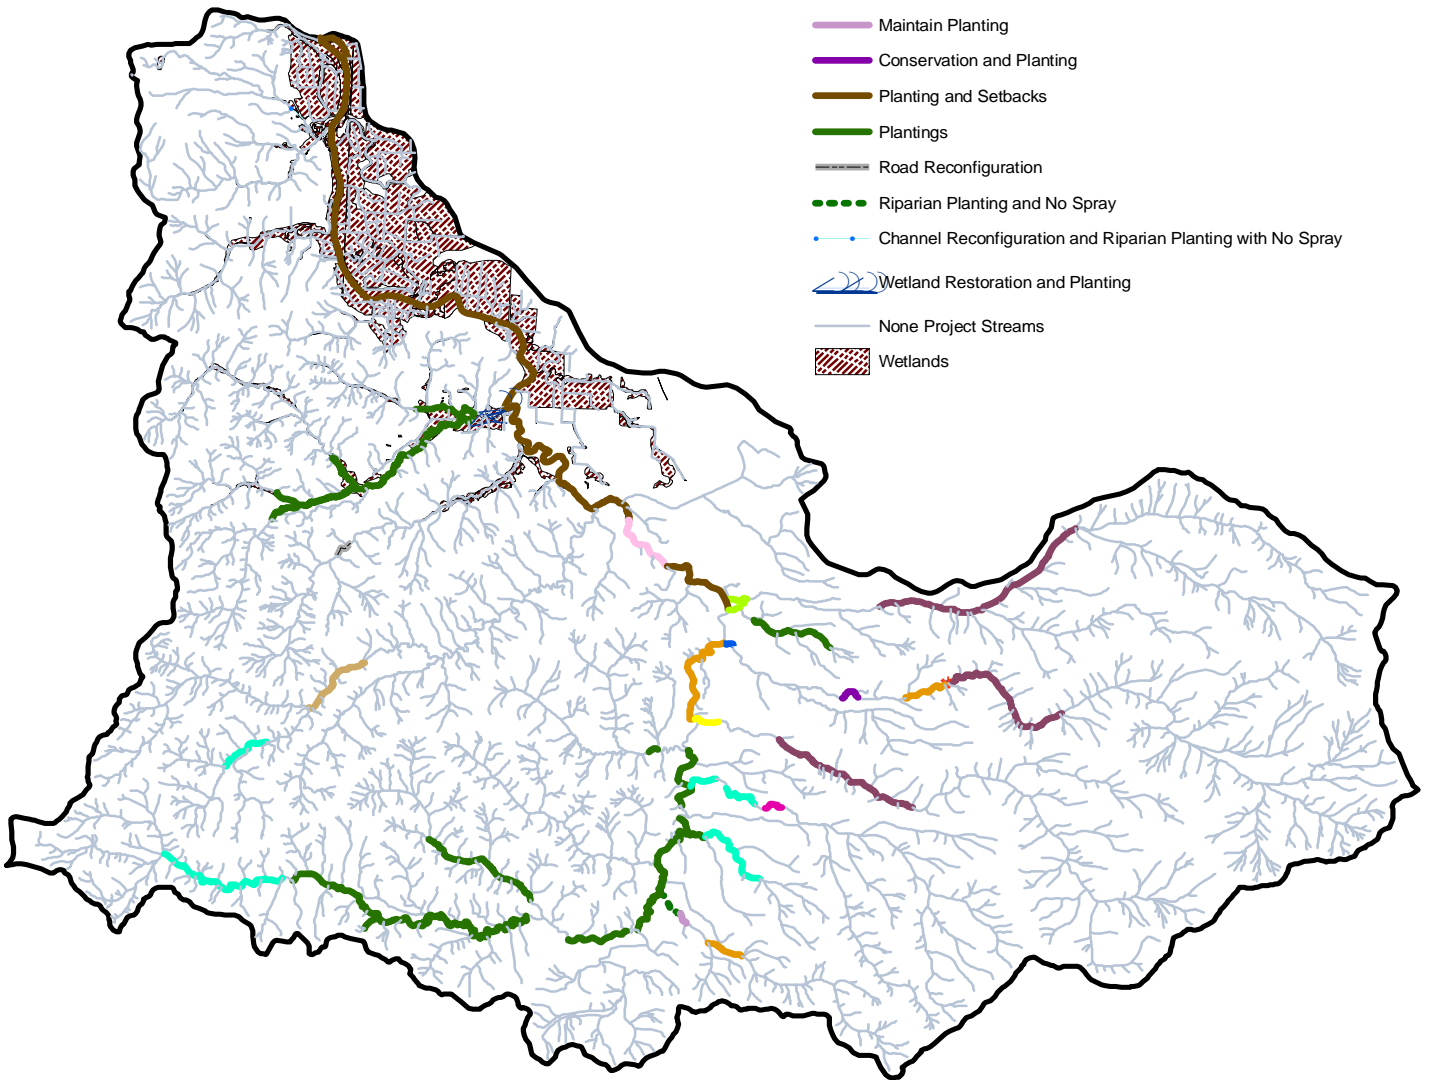 Maintain Planting
Conservation and Planting
Planting and Setbacks
Plantings
Road Reconfiguration
Riparian Planting and No Spray
Channel Reconfiguration and Riparian Planting with No Spray
Wetland Restoration and Planting
None Project Streams
Wetlands